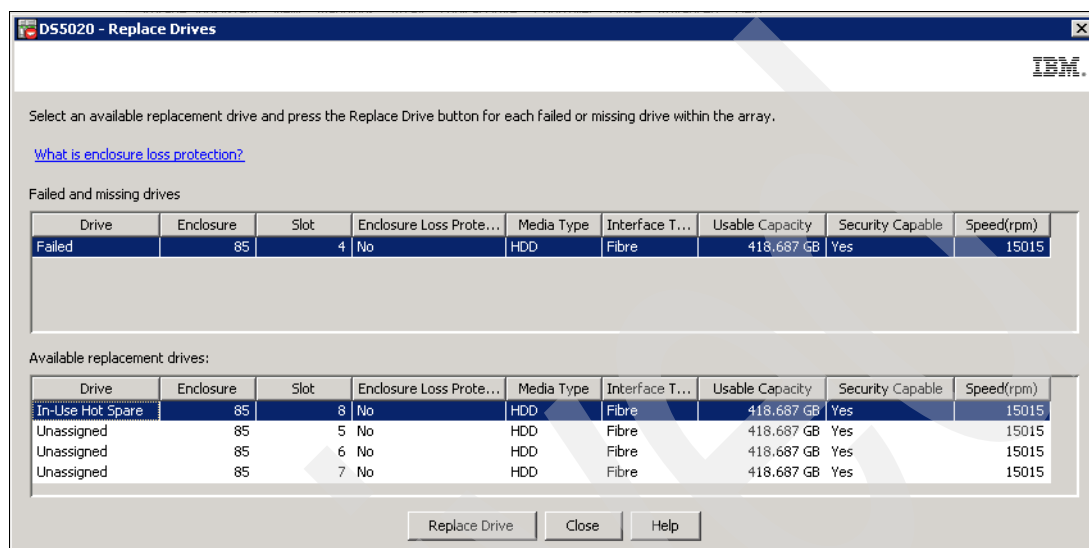 DS5020 - Replace Drives
IBM.
Select an available replacement drive and press the Replace Drive button for each failed or missing drive within the array.
What is enclosure loss protection?
Failed and missing drives
Drive Enclosure Slot Enclosure Loss Prote... Media Type Interface T... Usable Capacity Security Capable Speed(rpm)
Failed 85 4 No HDD Fibre 418.687 GB Yes 15015
Available replacement drives:
Drive Enclosure Slot Enclosure Loss Prote... Media Type Interface T... Usable Capacity Security Capable Speed(rpm)
In-Use Hot Spare 85 8 No HDD Fibre 418.687 GB Yes 15015
Unassigned 85 5 No HDD Fibre 418.687 GB Yes 15015
Unassigned 85 6 No HDD Fibre 418.687 GB Yes 15015
Unassigned 85 7 No HDD Fibre 418.687 GB Yes 15015
Replace Drive Close Help